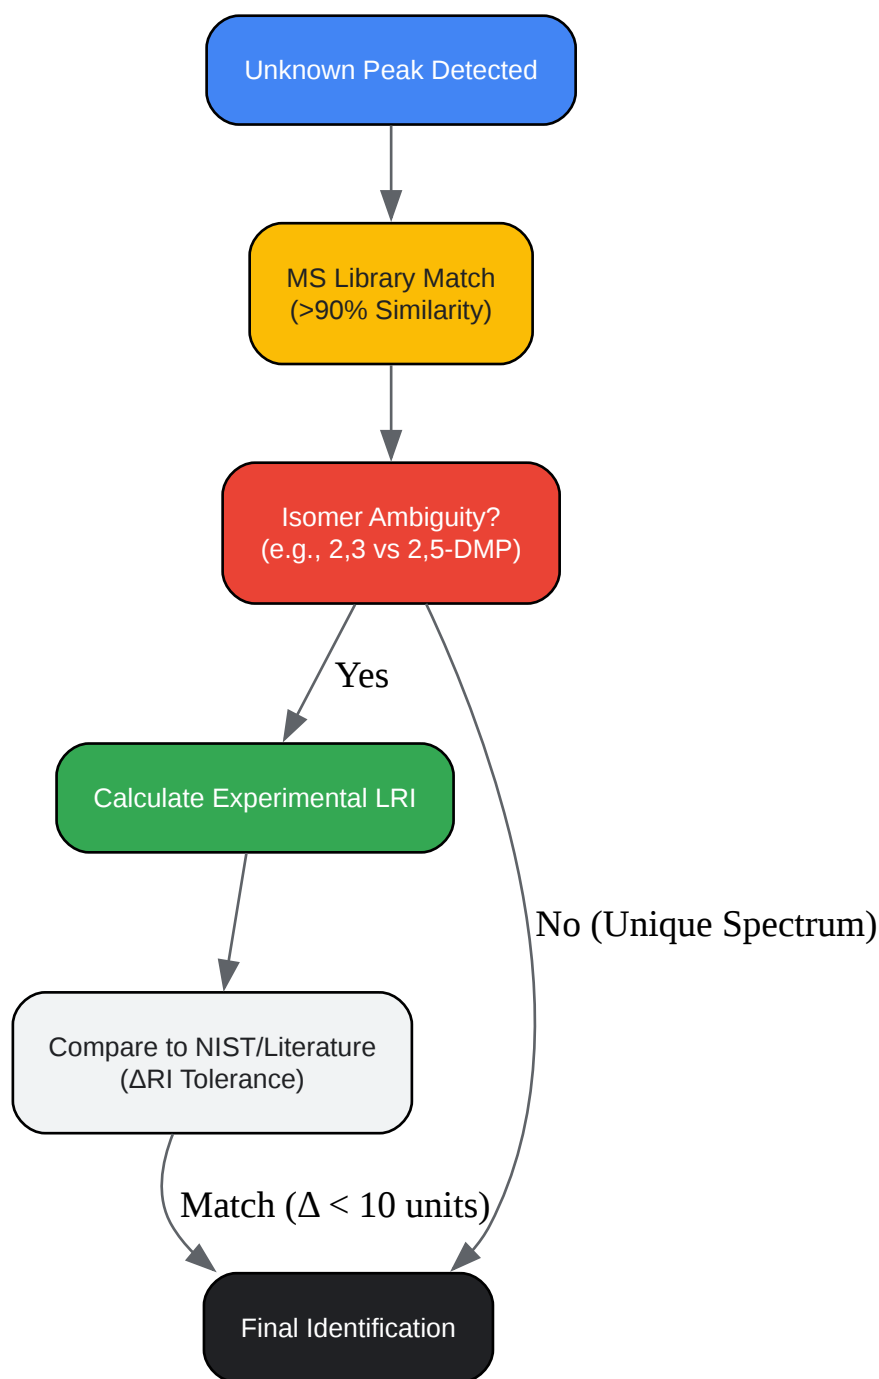 Unknown Peak Detected
MS Library Match
(>90% Similarity)
Isomer Ambiguity?
(e.g., 2,3 vs 2,5-DMP)
Yes
Calculate Experimental LRI
No (Unique Spectrum)
Compare to NIST/Literature
(ΔRI Tolerance)
Match (Δ < 10 units)
Final Identification